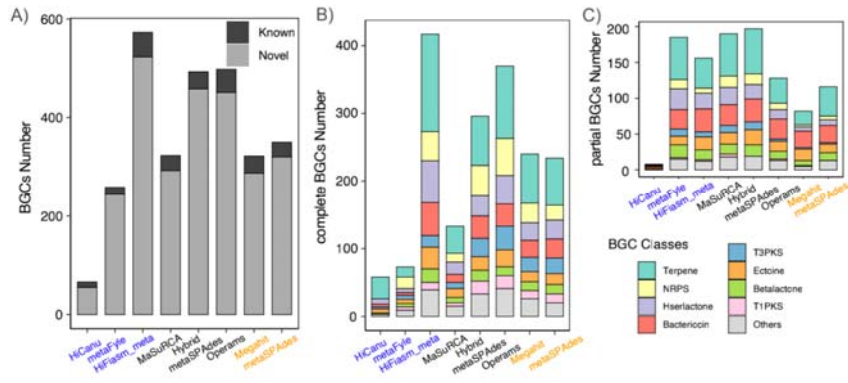 A)
BGCs Number
600
400
200
0
Known
Novel
HiCanu
metaFlye
HiFiasm_meta
MaSuRCA
Hybrid
metaSPAdes
Operams
Megahit
metaSPAdes
B)
complete BGCs Number
400
300
200
100
0
HiCanu
metaFlye
HiFiasm_meta
MaSuRCA
Hybrid
metaSPAdes
Operams
Megahit
metaSPAdes
C)
partial BGCs Number
200
150
100
50
0
HiCanu
metaFlye
HiFiasm_meta
MaSuRCA
Hybrid
metaSPAdes
Operams
Megahit
metaSPAdes
BGC Classes
Terpene
NRPS
Hserlactone
Bacteriocin
T3PKS
Ectcine
Betalactone
T1PKS
Others